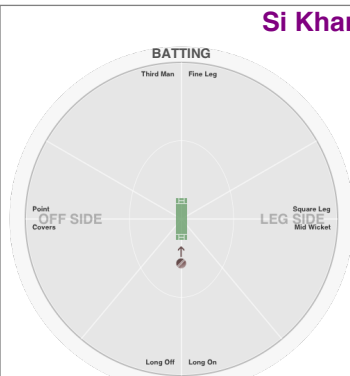 Si Khan
BATTING
Third Man Fine Leg
Point Square Leg
OFF SIDE LEG SIDE
Covers Mid Wicket
Long Off Long On